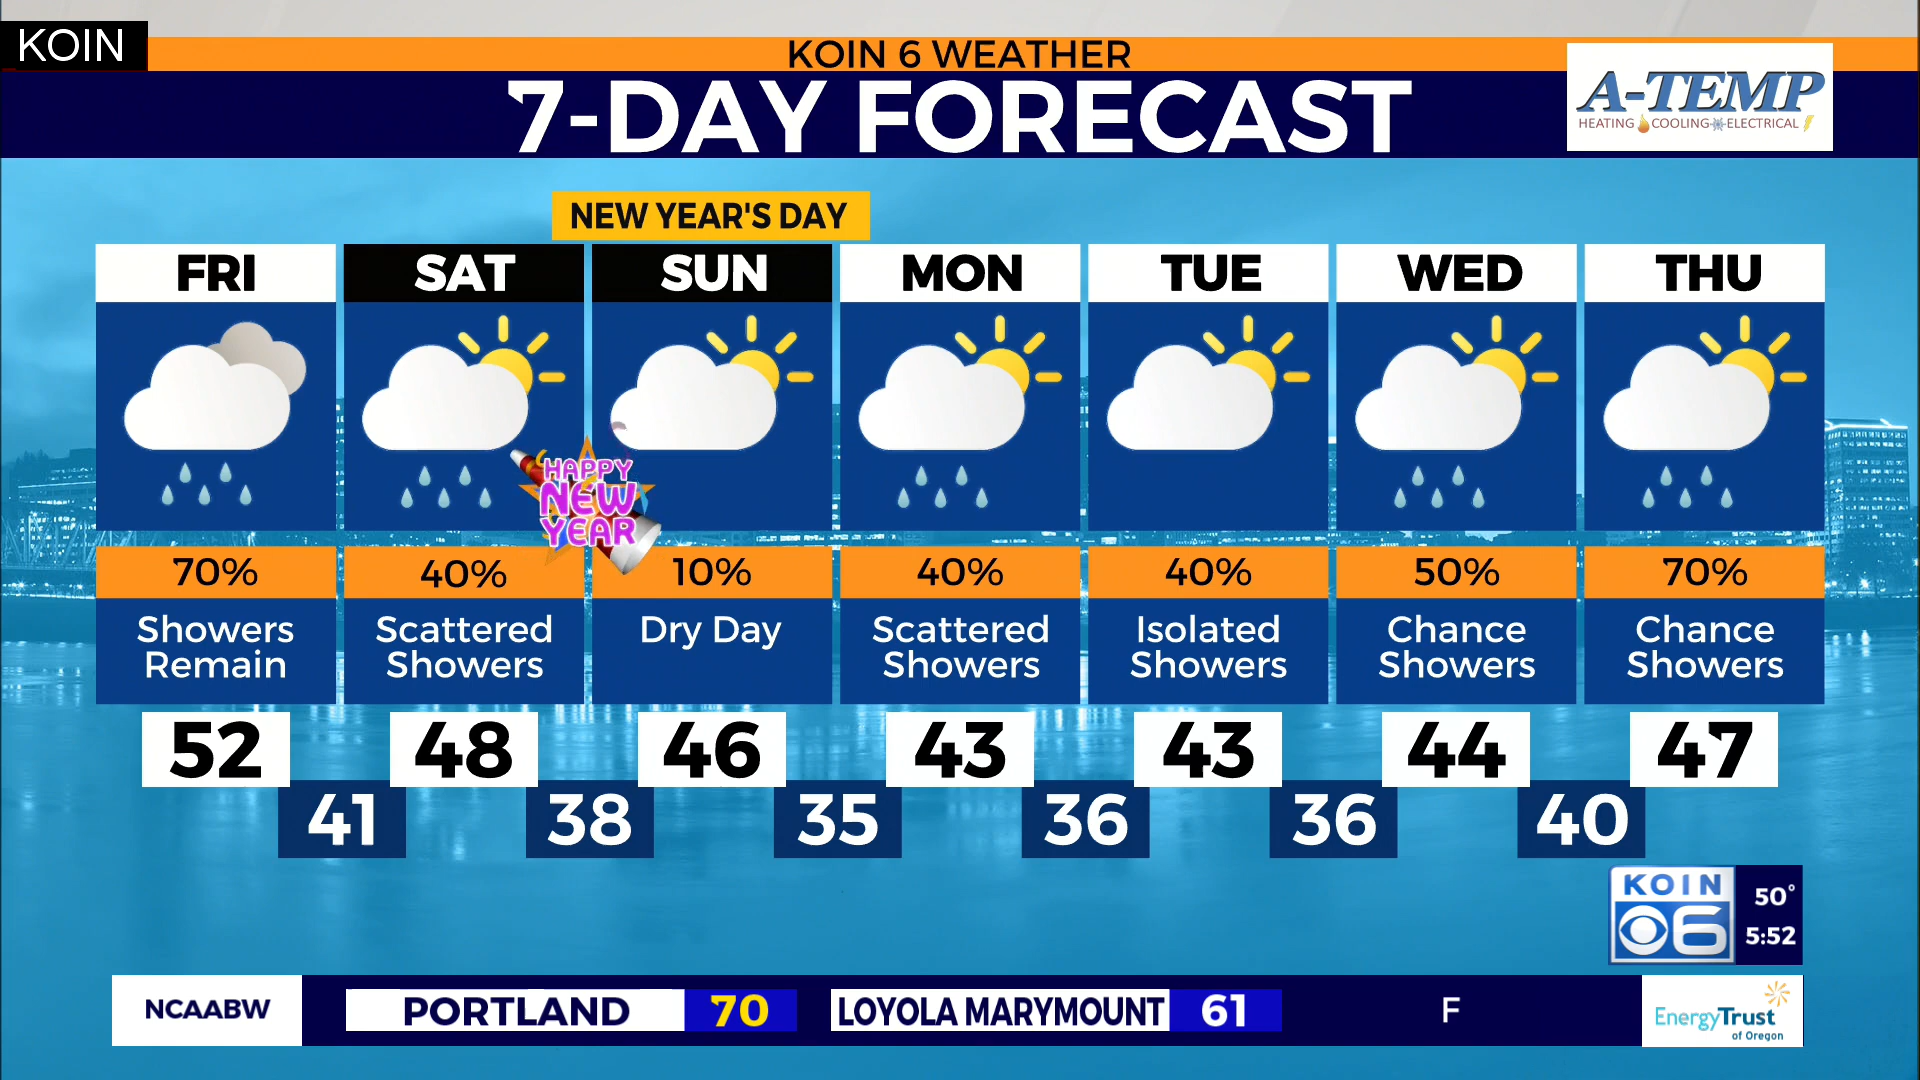 KOIN
KOIN 6 WEATHER
7-DAY FORECAST
A-TEMP
HEATING COOLING ELECTRICAL
NEW YEAR'S DAY
FRI SAT SUN MON TUE WED THU
HAPPY
NEW
YEAR
70% 40% 10% 40% 40% 50% 70%
Showers Scattered Dry Day Scattered Isolated Chance Chance
Remain Showers Showers Showers Showers Showers
52 48 46 43 43 44 47
41 38 35 36 36 40
KOIN
6
50°
5:52
NCAABW PORTLAND 70 LOYOLA MARYMOUNT 61 F
EnergyTrust
of Oregon